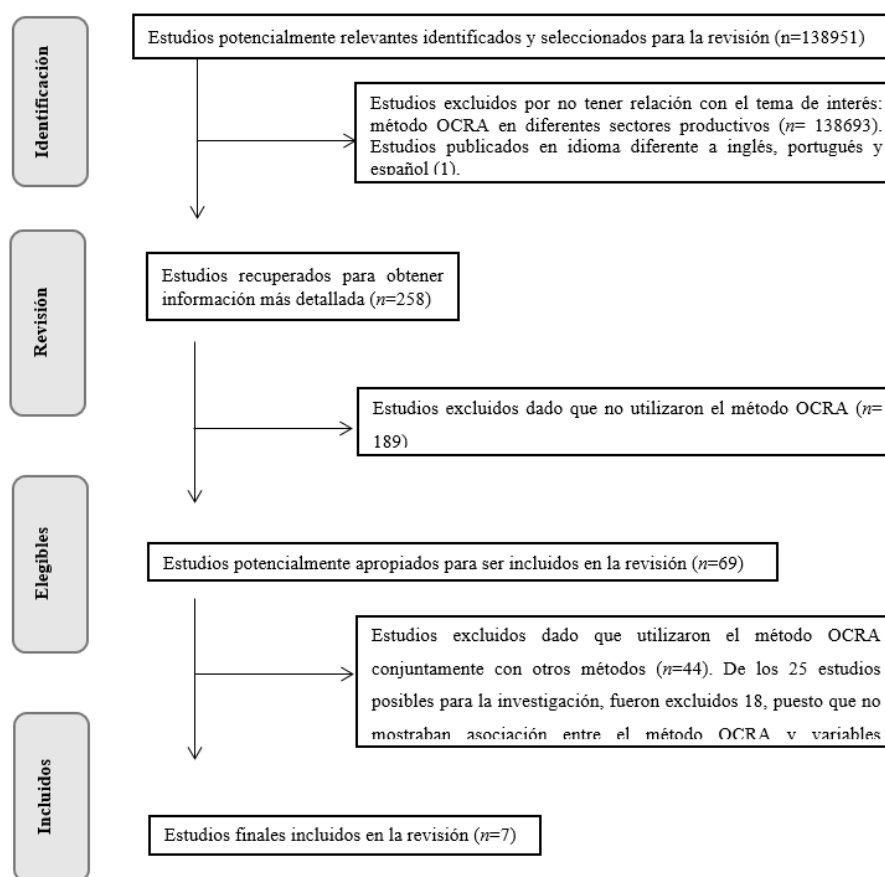 Identificación
Estudios potencialmente relevantes identificados y seleccionados para la revisión (n=138951)
Estudios excluidos por no tener relación con el tema de interés:
método OCRA en diferentes sectores productivos (n= 138693).
Estudios publicados en idioma diferente a inglés, portugués y
español (1).
Revisión
Estudios recuperados para obtener
información más detallada (n=258)
Estudios excluidos dado que no utilizaron el método OCRA (n=
189)
Elegibles
Estudios potencialmente apropiados para ser incluidos en la revisión (n=69)
Estudios excluidos dado que utilizaron el método OCRA
conjuntamente con otros métodos (n=44). De los 25 estudios
posibles para la investigación, fueron excluidos 18, puesto que no
mostraban asociación entre el método OCRA y variables
Incluidos
Estudios finales incluidos en la revisión (n=7)